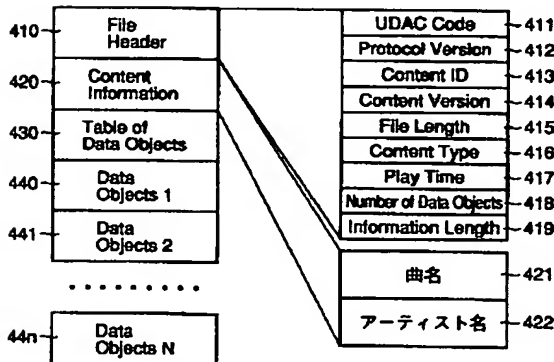 410
File
Header
420
Content
Information
430
Table of
Data Objects
440
Data
Objects 1
441
Data
Objects 2
44n
Data
Objects N
UDAC Code
411
Protocol Version
412
Content ID
413
Content Version
414
File Length
415
Content Type
416
Play Time
417
Number of Data Objects
418
Information Length
419
曲名
421
アーティスト名
422